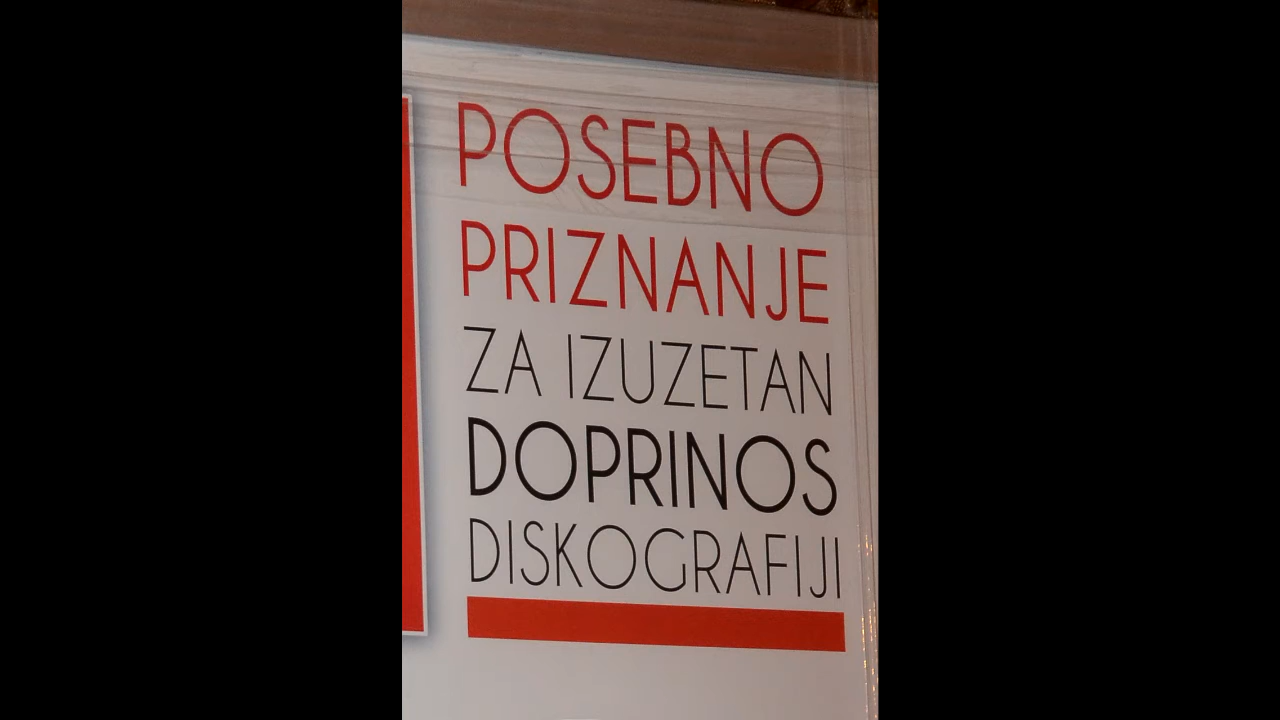 POSEBNO
PRIZNANJE
ZA IZUZETAN
DOPRINOS
DISKOGRAFIJI